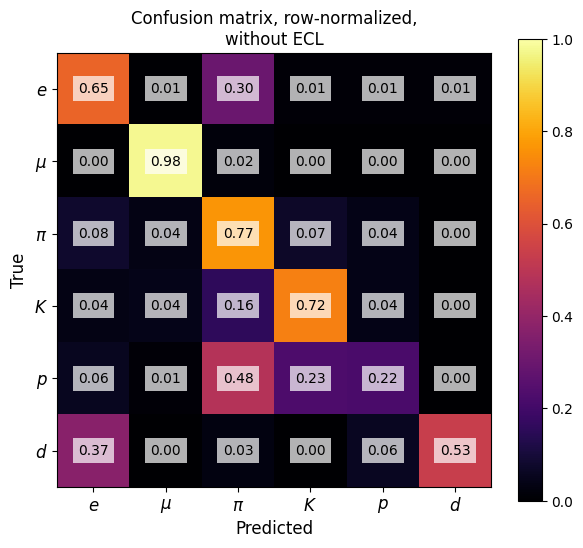 Confusion matrix, row-normalized,
without ECL
True
e 0.65 0.01 0.30 0.01 0.01 0.01
μ 0.00 0.98 0.02 0.00 0.00 0.00
π 0.08 0.04 0.77 0.07 0.04 0.00
K 0.04 0.04 0.16 0.72 0.04 0.00
p 0.06 0.01 0.48 0.23 0.22 0.00
d 0.37 0.00 0.03 0.00 0.06 0.53
e μ π K p d
Predicted
1.0
0.8
0.6
0.4
0.2
0.0